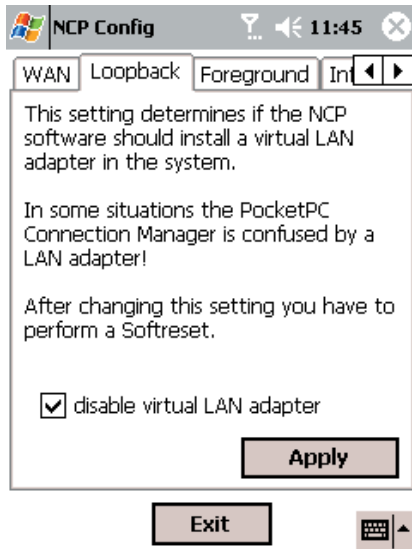 NCP Config 11:45
WAN Loopback Foreground
This setting determines if the NCP
software should install a virtual LAN
adapter in the system.
In some situations the PocketPC
Connection Manager is confused by a
LAN adapter!
After changing this setting you have to
perform a Softreset.
disable virtual LAN adapter
Apply
Exit